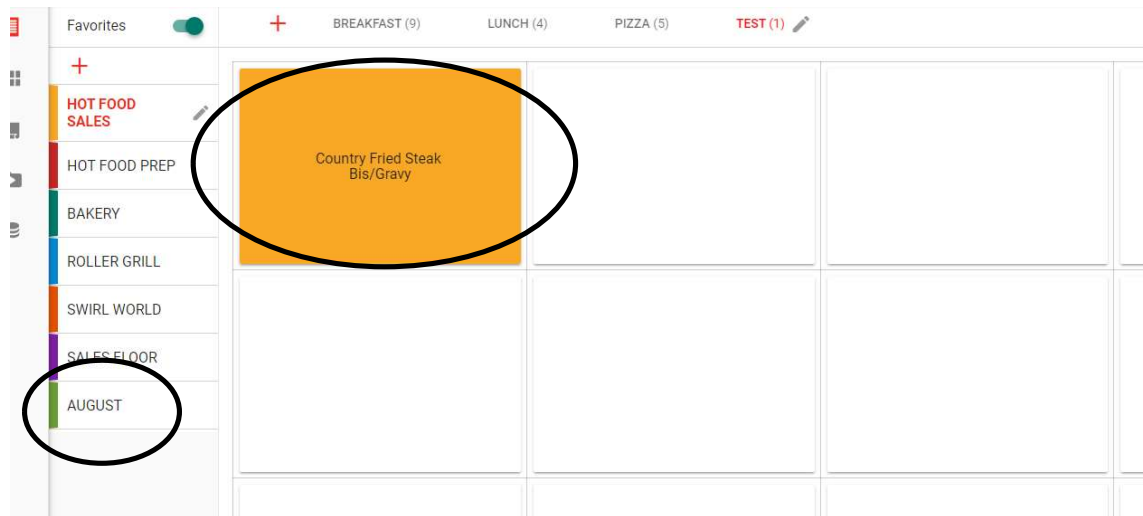 Favorites
BREAKFAST (9)
LUNCH (4)
PIZZA (5)
TEST (1)
HOT FOOD
SALES
HOT FOOD PREP
BAKERY
ROLLER GRILL
SWIRL WORLD
SALES FLOOR
AUGUST
Country Fried Steak
Bis/Gravy